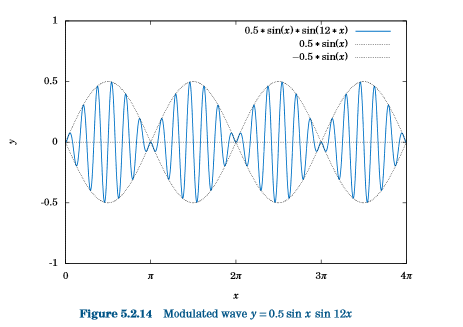 0.5*sin(x)*sin(12*x)
0.5*sin(x)
−0.5*sin(x)
1
0.5
y
0
-0.5
-1
0 π 2π 3π 4π
x
Figure 5.2.14 Modulated wave y = 0.5 sin x sin 12x